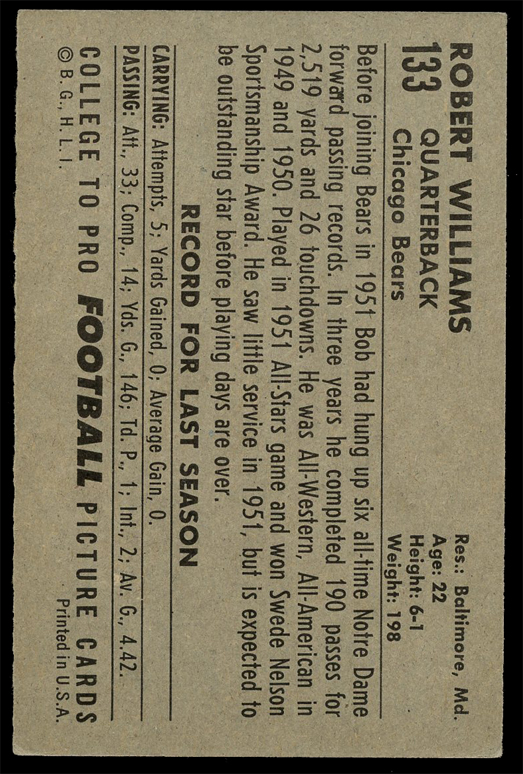 ROBERT WILLIAMS
133 QUARTERBACK
Chicago Bears
Res.: Baltimore, Md.
Age: 22
Height: 6-1
Weight: 198
Before joining Bears in 1951 Bob had hung up six all-time Notre Dame
forward passing records. In three years he completed 190 passes for
2,519 yards and 26 touchdowns. He was All-Western, All-American in
1949 and 1950. Played in 1951 All-Stars game and won Swede Nelson
Sportsmanship Award. He saw little service in 1951, but is expected to
be outstanding star before playing days are over.
RECORD FOR LAST SEASON
CARRYING: Attempts, 5; Yards Gained, 0; Average Gain, 0.
PASSING: Att., 33; Comp., 14; Yds. G., 146; Td. P., 1; Int., 2; Av. G., 4.42.
COLLEGE TO PRO FOOTBALL PICTURE CARDS
© B. G., H. L. I. Printed in U.S.A.